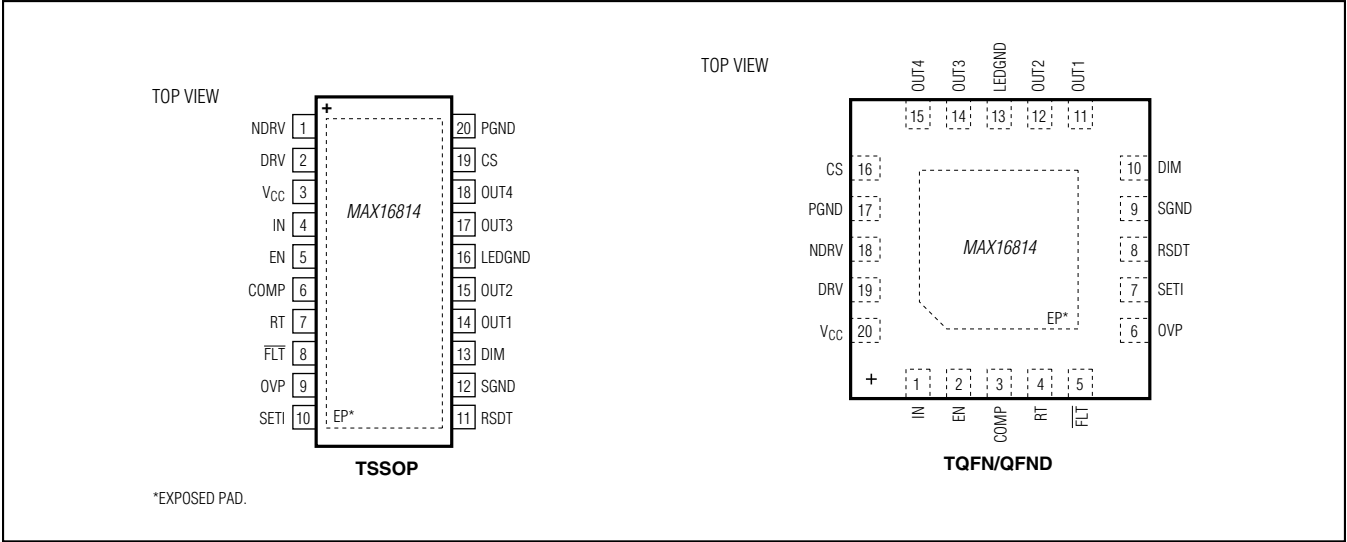 TOP VIEW
+
NDRV 1
DRV 2
VCC 3
IN 4
EN 5
COMP 6
RT 7
FLT 8
OVP 9
SETI 10
MAX16814
EP*
20 PGND
19 CS
18 OUT4
17 OUT3
16 LEDGND
15 OUT2
14 OUT1
13 DIM
12 SGND
11 RSDT
TSSOP
*EXPOSED PAD.
TOP VIEW
OUT4 OUT3 LEDGND OUT2 OUT1
15 14 13 12 11
CS 16
PGND 17
NDRV 18
DRV 19
VCC 20
MAX16814
EP*
10 DIM
9 SGND
8 RSDT
7 SETI
6 OVP
+
1 2 3 4 5
IN EN COMP RT FLT
TQFN/QFND